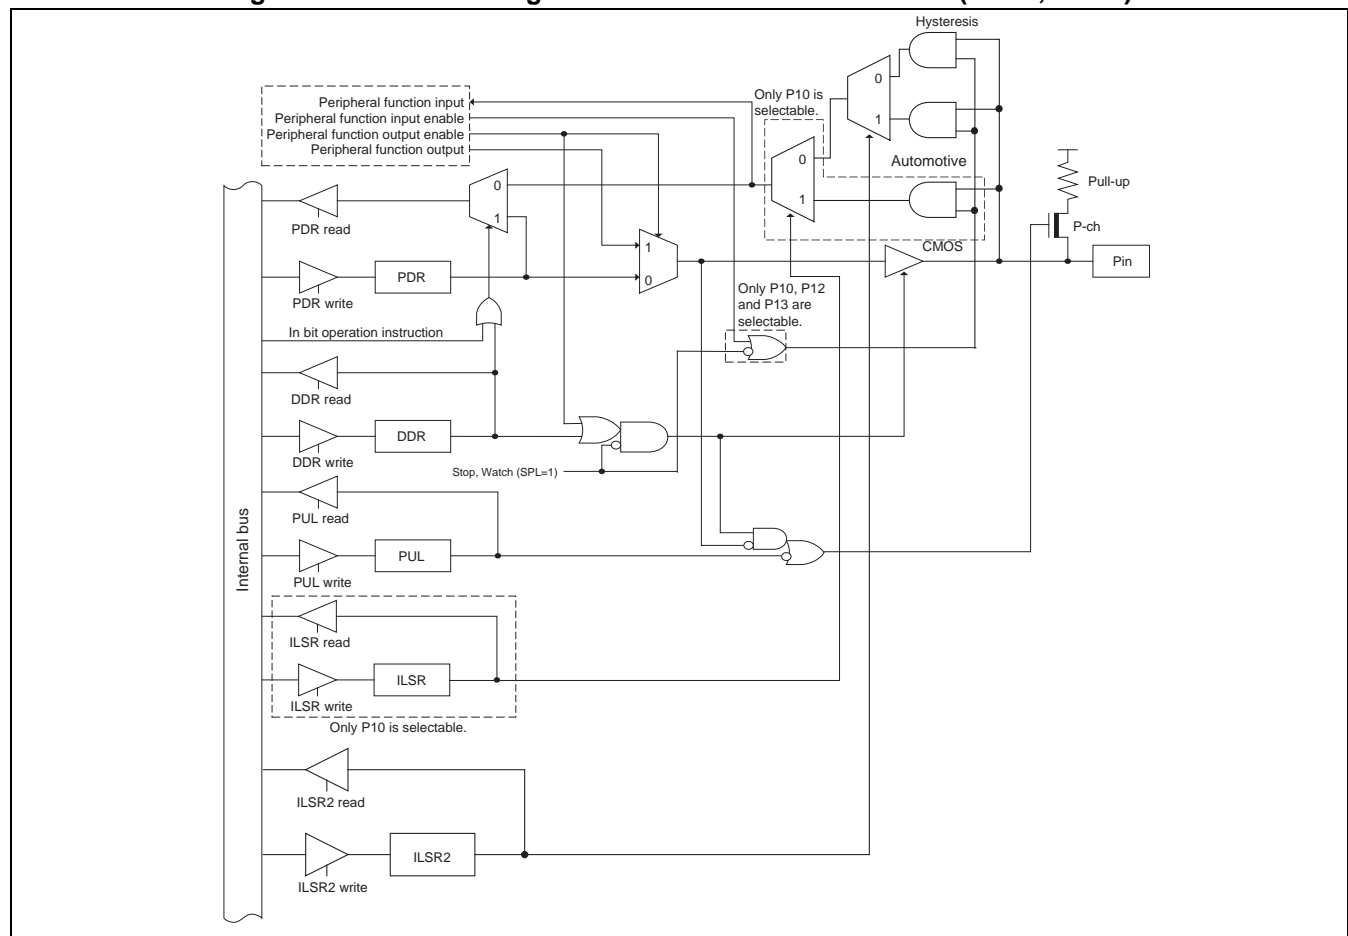 Hysteresis
0
1
Only P10 is
selectable.
Peripheral function input
Peripheral function input enable
Peripheral function output enable
Peripheral function output
0
1
Automotive
Pull-up
P-ch
0
1
PDR read
1
0
CMOS
Pin
PDR
PDR write
Only P10, P12
and P13 are
selectable.
In bit operation instruction
DDR read
DDR
DDR write
Stop, Watch (SPL=1)
PUL read
Internal bus
PUL
PUL write
ILSR read
ILSR
ILSR write
Only P10 is selectable.
ILSR2 read
ILSR2
ILSR2 write